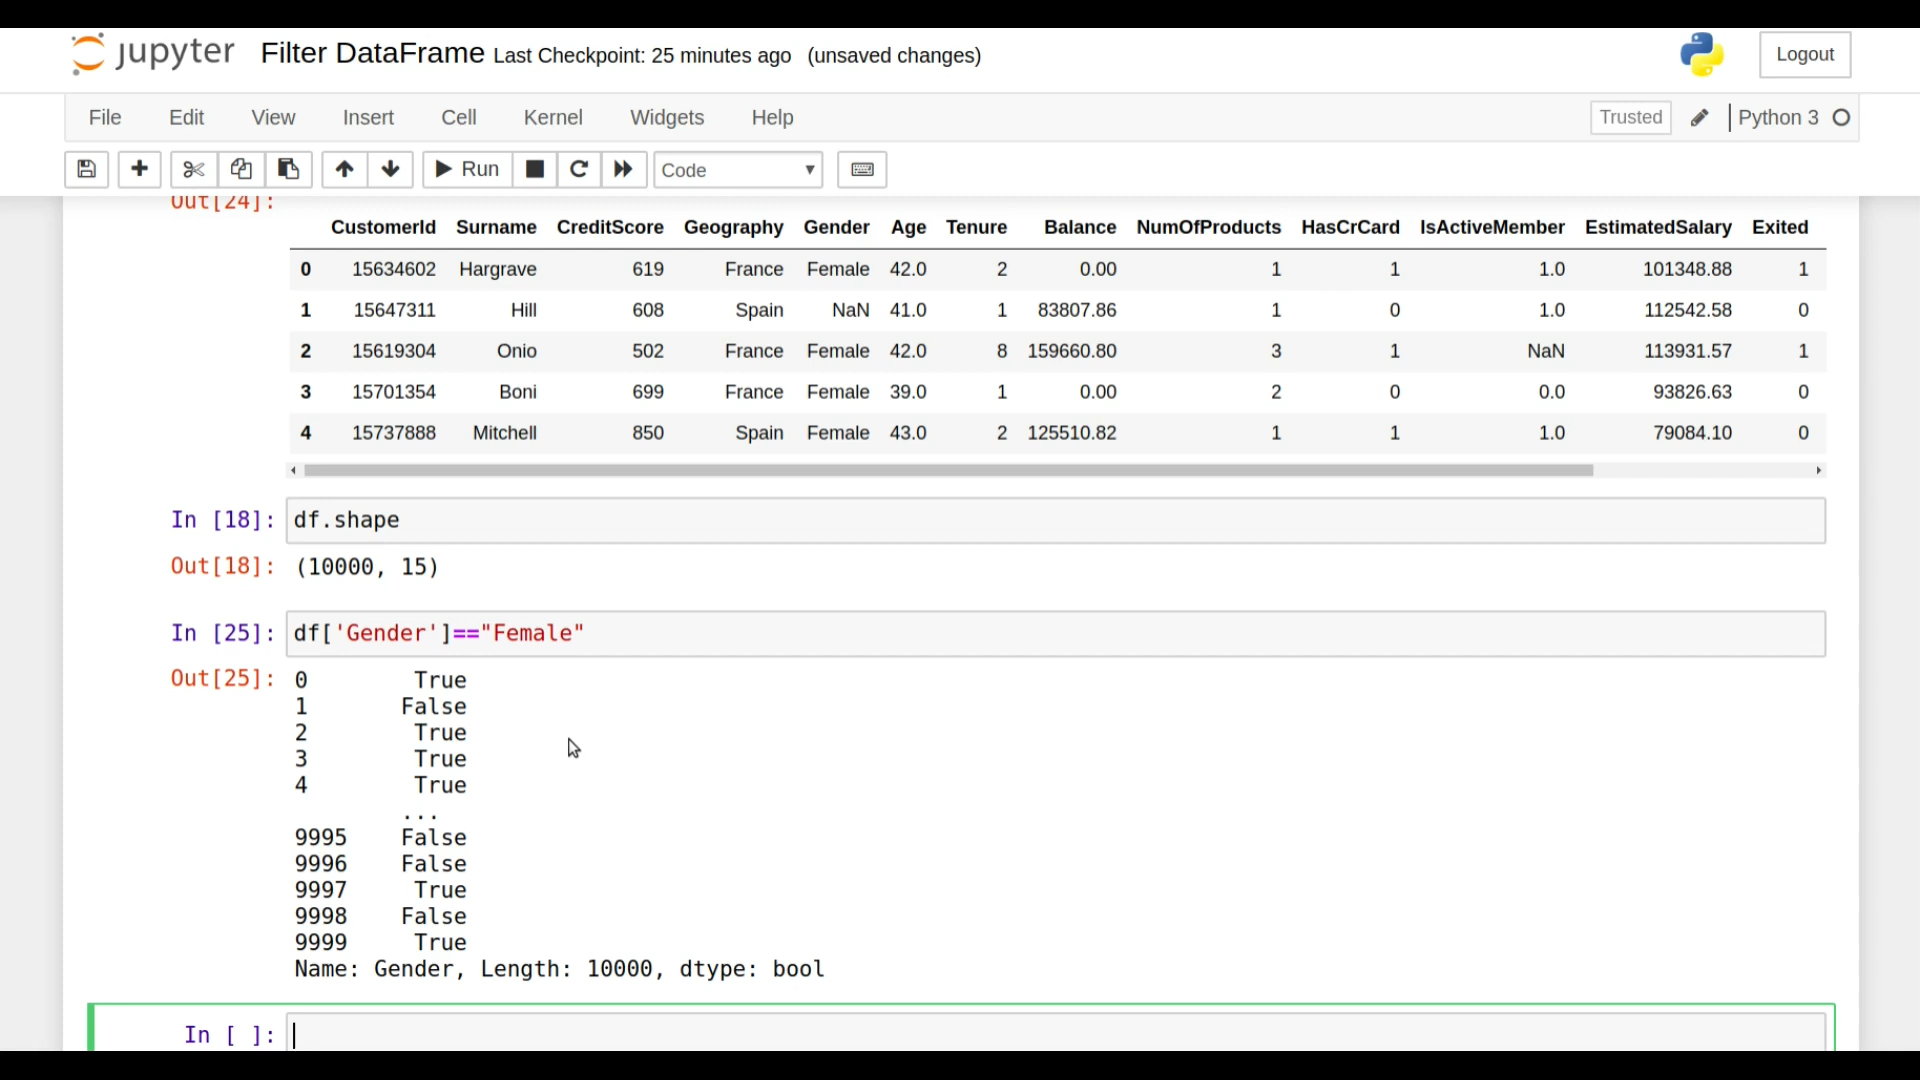 jupyter Filter DataFrame Last Checkpoint: 25 minutes ago (unsaved changes) Logout
File Edit View Insert Cell Kernel Widgets Help Trusted Python 3
Run Code
Out[24]:
CustomerId Surname CreditScore Geography Gender Age Tenure Balance NumOfProducts HasCrCard IsActiveMember EstimatedSalary Exited
0 15634602 Hargrave 619 France Female 42.0 2 0.00 1 1 1.0 101348.88 1
1 15647311 Hill 608 Spain NaN 41.0 1 83807.86 1 0 1.0 112542.58 0
2 15619304 Onio 502 France Female 42.0 8 159660.80 3 1 NaN 113931.57 1
3 15701354 Boni 699 France Female 39.0 1 0.00 2 0 0.0 93826.63 0
4 15737888 Mitchell 850 Spain Female 43.0 2 125510.82 1 1 1.0 79084.10 0
In [18]: df.shape
Out[18]: (10000, 15)
In [25]: df['Gender']=="Female"
Out[25]: 0 True
1 False
2 True
3 True
4 True
...
9995 False
9996 False
9997 True
9998 False
9999 True
Name: Gender, Length: 10000, dtype: bool
In [ ]: